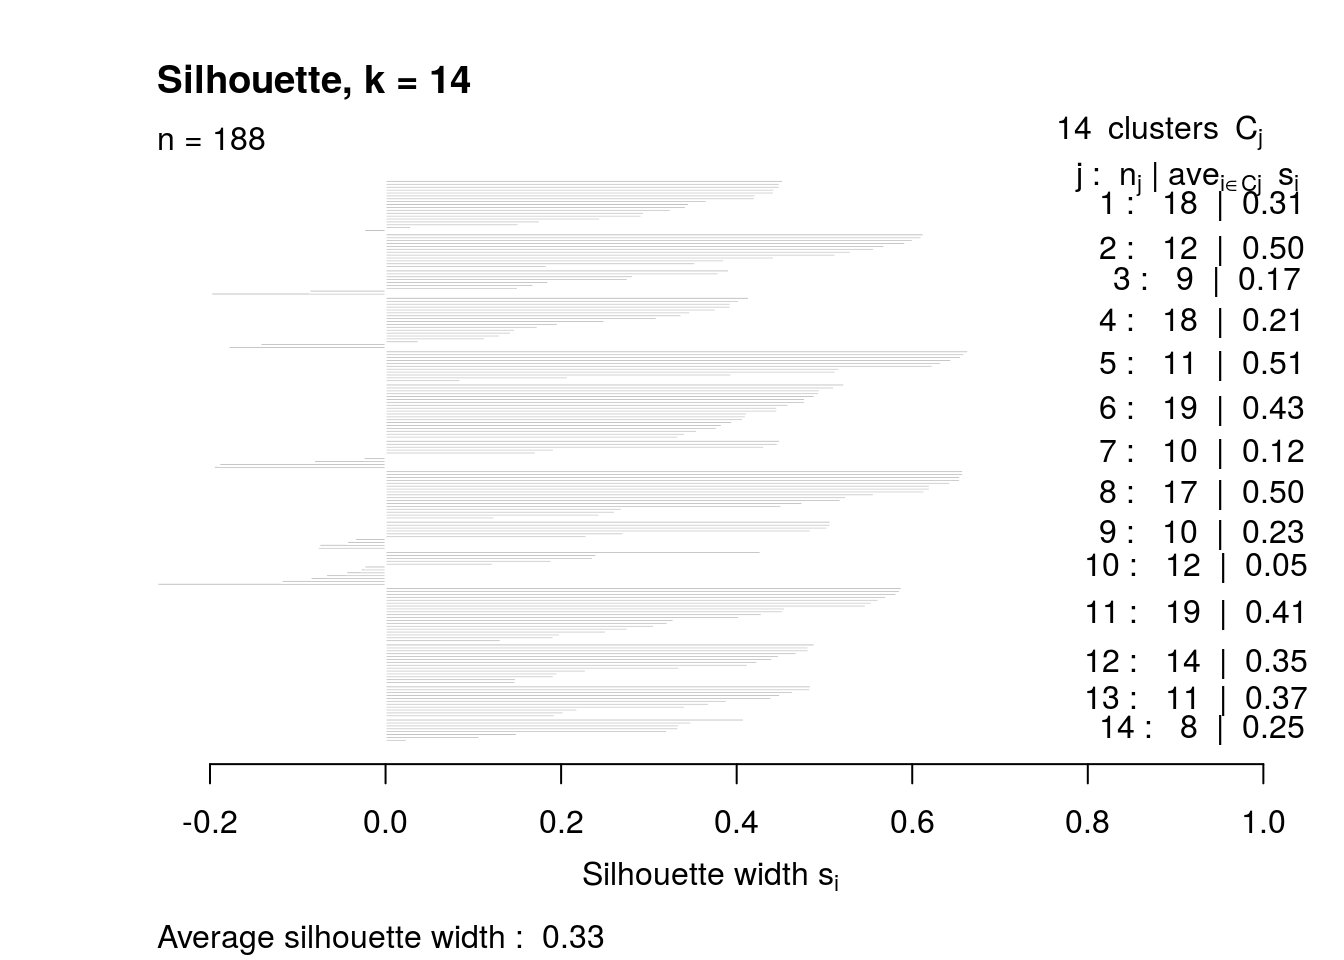 Silhouette, k = 14
n = 188
14 clusters Cj
j : nj | avei∈Cj si
1 : 18 | 0.31
2 : 12 | 0.50
3 : 9 | 0.17
4 : 18 | 0.21
5 : 11 | 0.51
6 : 19 | 0.43
7 : 10 | 0.12
8 : 17 | 0.50
9 : 10 | 0.23
10 : 12 | 0.05
11 : 19 | 0.41
12 : 14 | 0.35
13 : 11 | 0.37
14 : 8 | 0.25
-0.2 0.0 0.2 0.4 0.6 0.8 1.0
Silhouette width si
Average silhouette width : 0.33